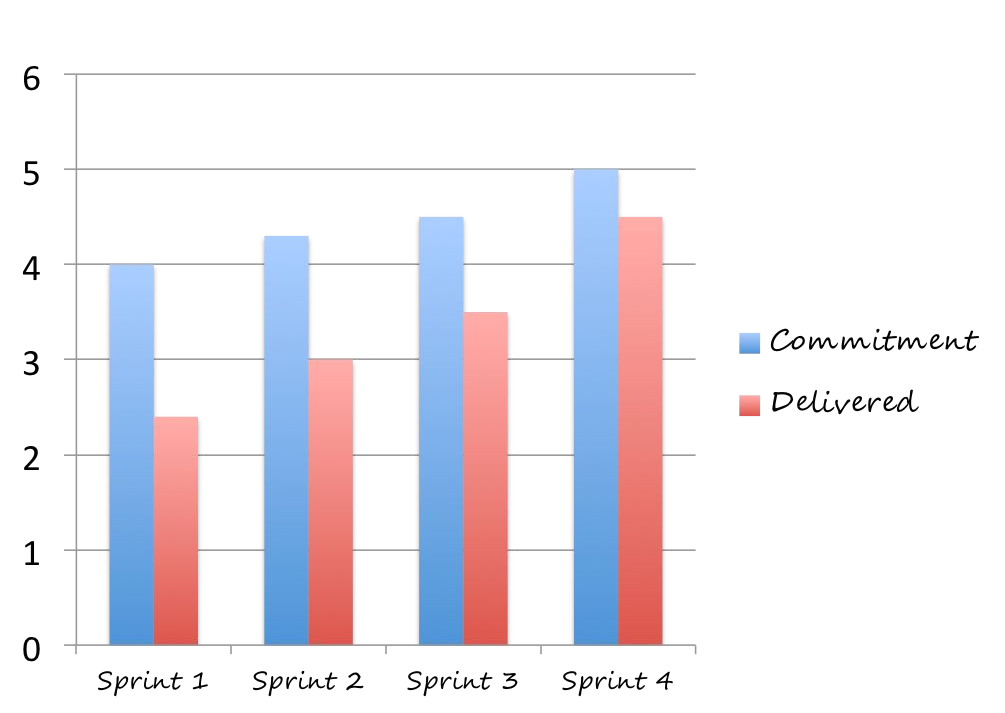 6
5
4
3
2
1
0
Sprint 1
Sprint 2
Sprint 3
Sprint 4
Commitment
Delivered